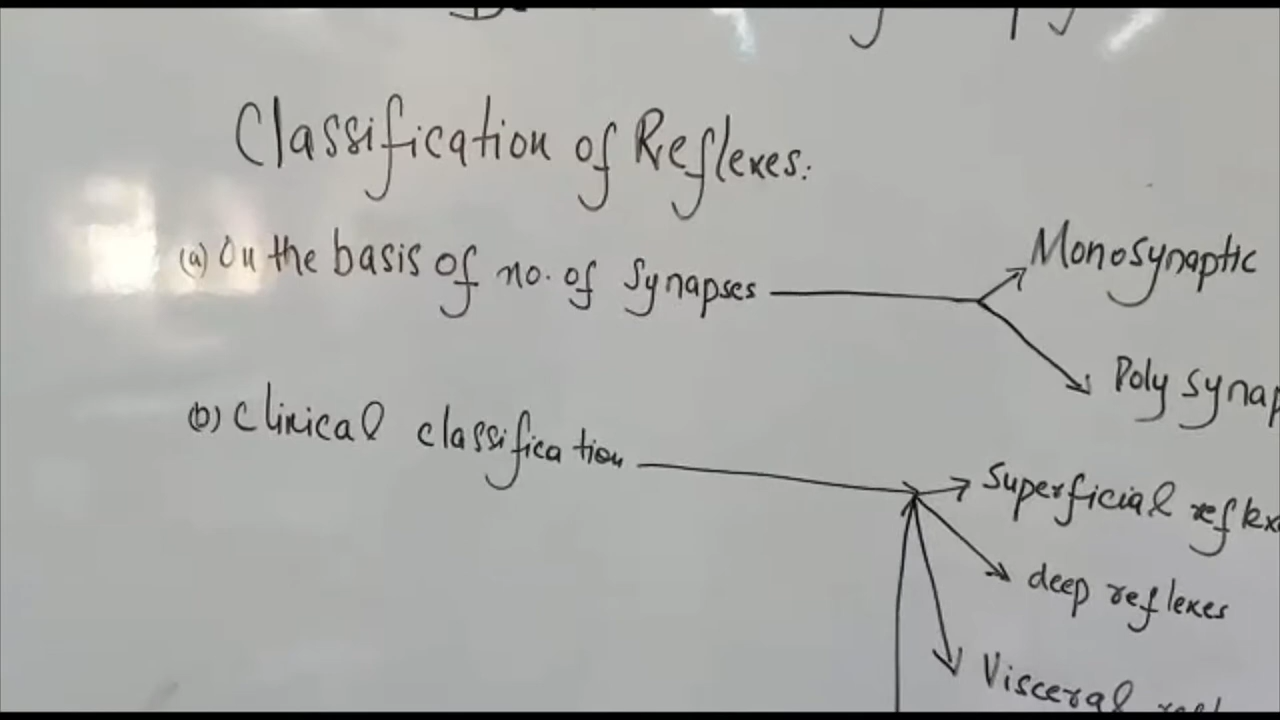 Classification of Reflexes:
(a) On the basis of no. of Synapses
Monosynaptic
Poly synap
(b) Clinical classification
Superficial reflex
deep reflexes
Visceral